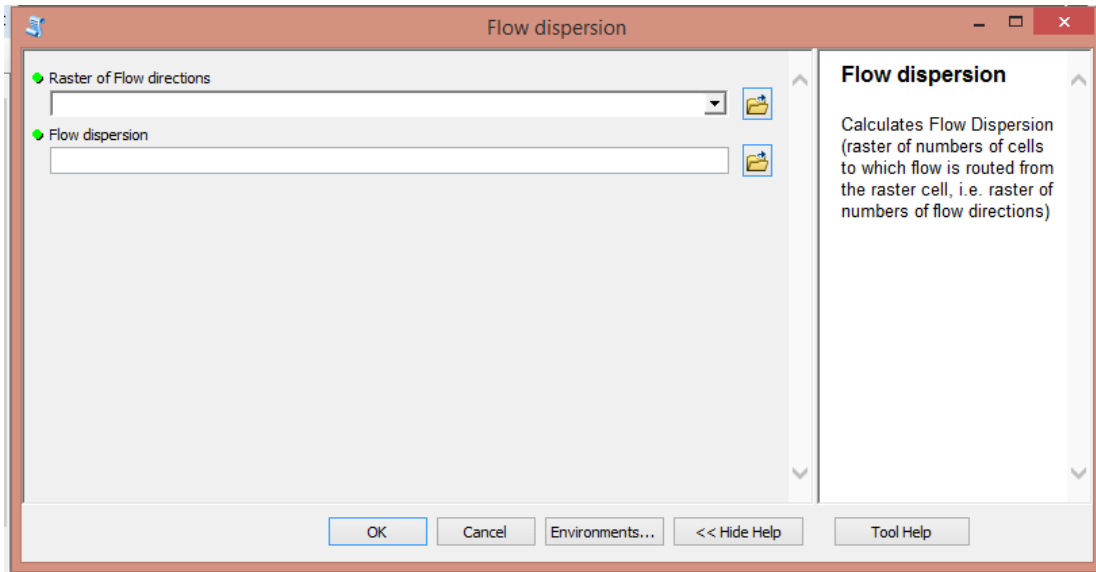 Flow dispersion
Raster of Flow directions
Flow dispersion
Flow dispersion
Calculates Flow Dispersion
(raster of numbers of cells
to which flow is routed from
the raster cell, i.e. raster of
numbers of flow directions)
OK
Cancel
Environments...
<< Hide Help
Tool Help